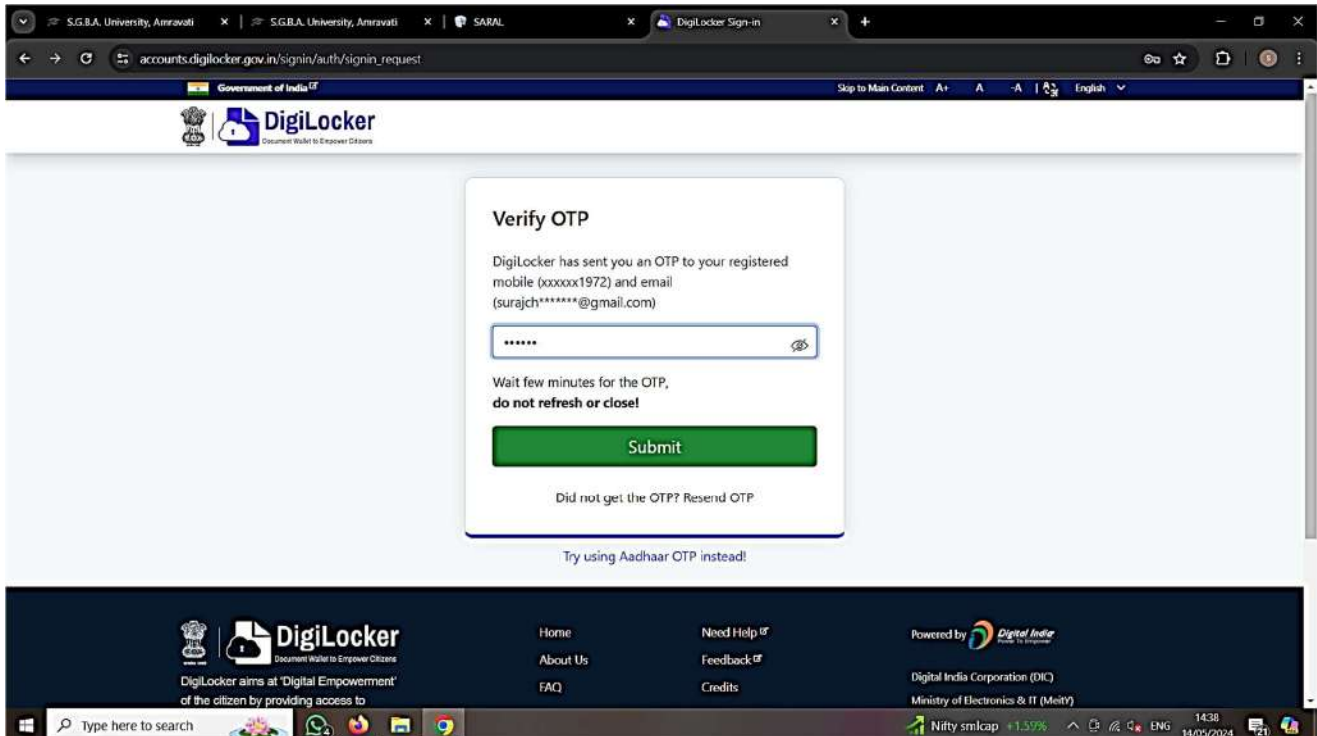 S.G.B.A. University, Amravati
S.G.B.A. University, Amravati
SARAL
DigiLocker Sign-in
accounts.digilocker.gov.in/signin/auth/signin_request
Government of India
Skip to Main Content A+ A -A English
DigiLocker
Document Wallet to Empower Citizens
Verify OTP
DigiLocker has sent you an OTP to your registered
mobile (xxxxxx1972) and email
(surajch*******@gmail.com)
••••••
Wait few minutes for the OTP,
do not refresh or close!
Submit
Did not get the OTP? Resend OTP
Try using Aadhaar OTP instead!
DigiLocker
Document Wallet to Empower Citizens
DigiLocker aims at 'Digital Empowerment'
of the citizen by providing access to
Home
About Us
FAQ
Need Help
Feedback
Credits
Powered by Digital India
Power To Empower
Digital India Corporation (DIC)
Ministry of Electronics & IT (MeitY)
Type here to search
Nifty smlcap +1.59%
ENG
14:38
14/05/2024
21